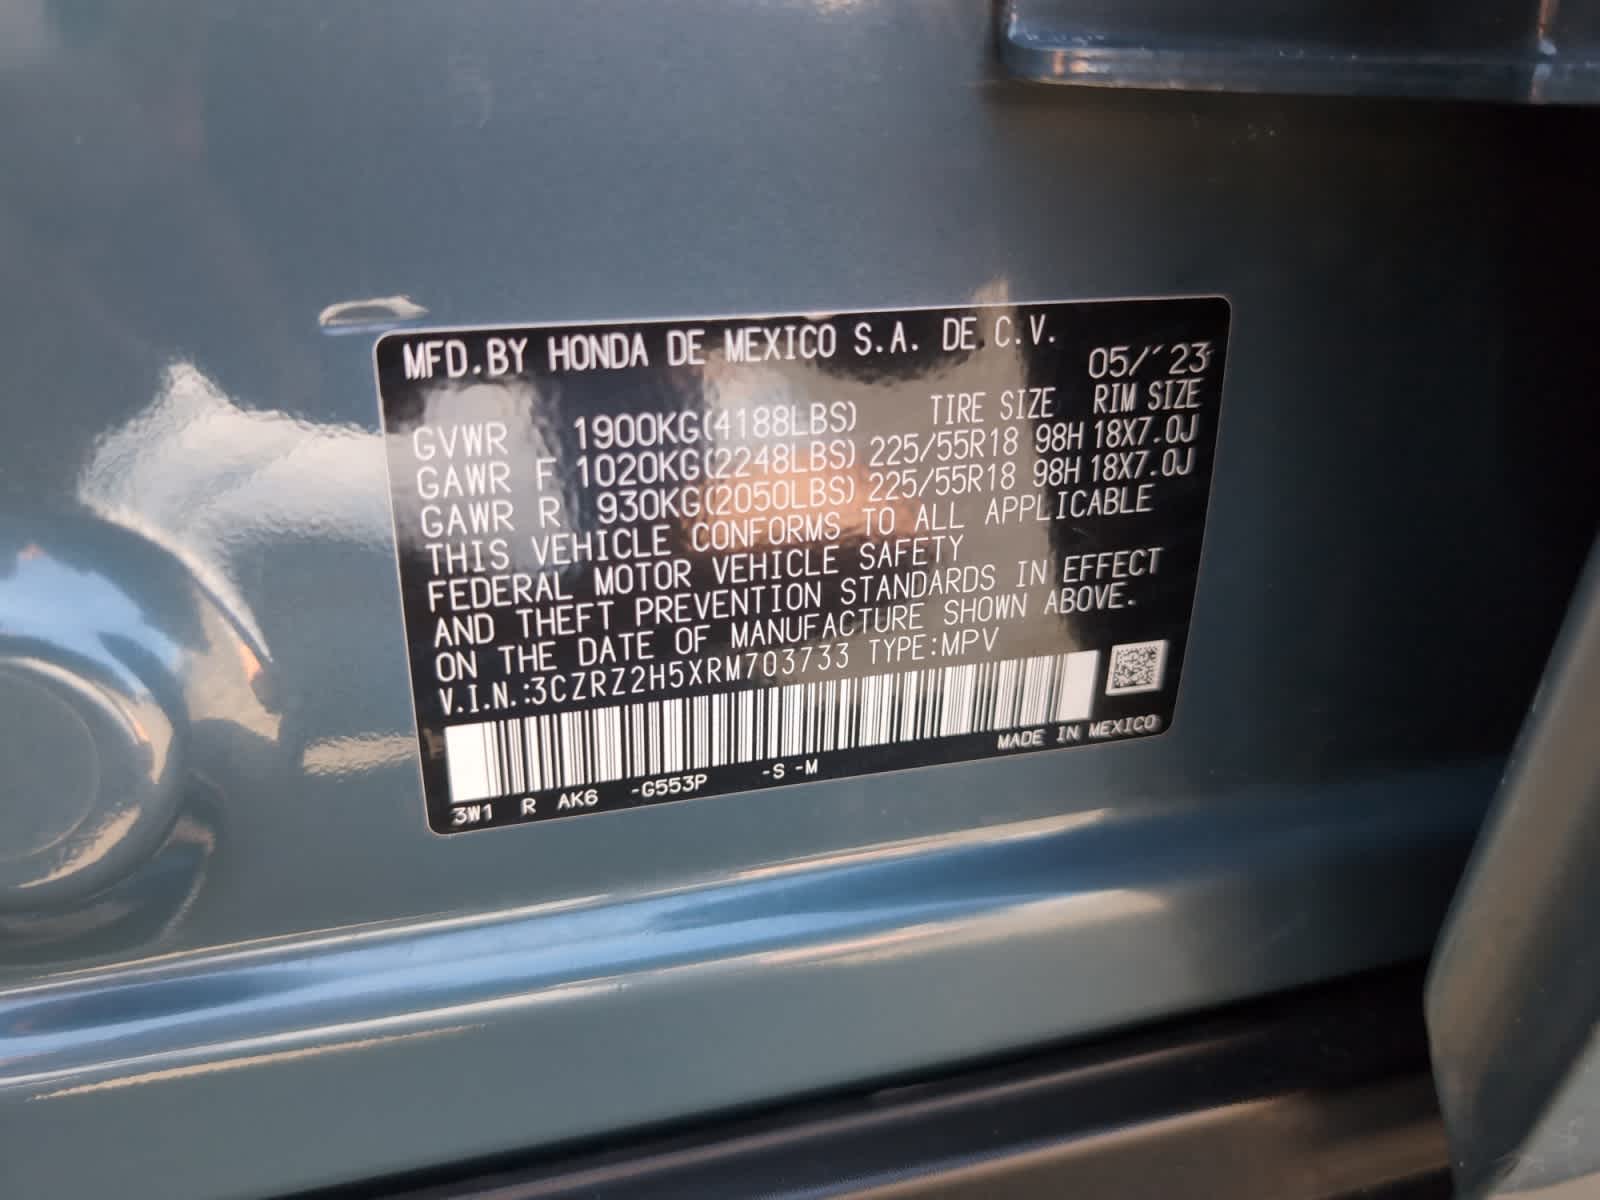 MFD.BY HONDA DE MEXICO S.A. DE C.V.
05/'23
TIRE SIZE RIM SIZE
GVWR 1900KG(4188LBS)
GAWR F 1020KG(2248LBS) 225/55R18 98H 18X7.0J
GAWR R 930KG(2050LBS) 225/55R18 98H 18X7.0J
THIS VEHICLE CONFORMS TO ALL APPLICABLE
FEDERAL MOTOR VEHICLE SAFETY
AND THEFT PREVENTION STANDARDS IN EFFECT
ON THE DATE OF MANUFACTURE SHOWN ABOVE.
V.I.N.:3CZRZ2H5XRM703733 TYPE:MPV
MADE IN MEXICO
3W1 R AK6 -G553P -S -M